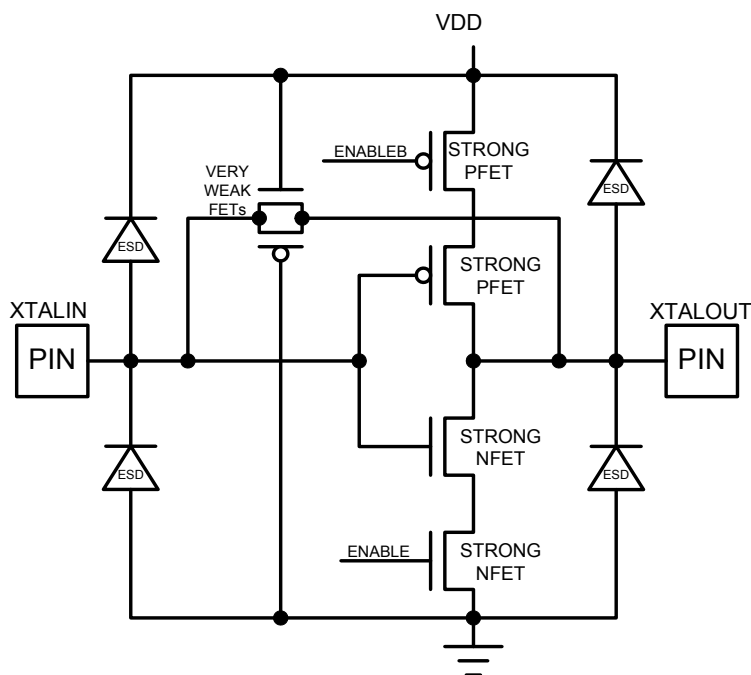 VDD
ENABLEB
STRONG
PFET
VERY
WEAK
FETs
ESD
ESD
STRONG
PFET
XTALIN
XTALOUT
PIN
PIN
STRONG
NFET
ESD
ESD
ENABLE
STRONG
NFET